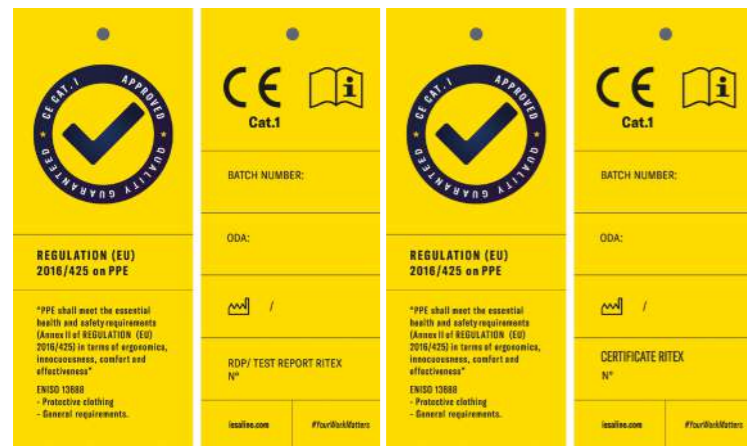 CE CAT.1 APPROVED
QUALITY GUARANTEED
REGULATION (EU)
2016/425 on PPE
"PPE shall meet the essential
health and safety requirements
(Annex II of REGULATION (EU)
2016/425) in terms of ergonomics,
innocuousness, comfort and
effectiveness"
ENISO 13688
- Protective clothing
- General requirements.
CE
Cat.1
BATCH NUMBER:
ODA:
/
RDP/ TEST REPORT RITEX
N°
iesaline.com
#YourWorkMatters
CE CAT.1 APPROVED
QUALITY GUARANTEED
REGULATION (EU)
2016/425 on PPE
"PPE shall meet the essential
health and safety requirements
(Annex II of REGULATION (EU)
2016/425) in terms of ergonomics,
innocuousness, comfort and
effectiveness"
ENISO 13688
- Protective clothing
- General requirements.
CE
Cat.1
BATCH NUMBER:
ODA:
/
CERTIFICATE RITEX
N°
iesaline.com
#YourWorkMatters